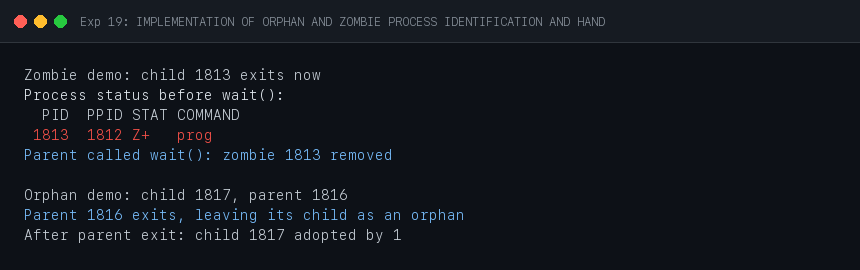 Exp 19: IMPLEMENTATION OF ORPHAN AND ZOMBIE PROCESS IDENTIFICATION AND HAND
Zombie demo: child 1813 exits now
Process status before wait():
  PID  PPID STAT COMMAND
 1813  1812 Z+   prog
Parent called wait(): zombie 1813 removed
Orphan demo: child 1817, parent 1816
Parent 1816 exits, leaving its child as an orphan
After parent exit: child 1817 adopted by 1